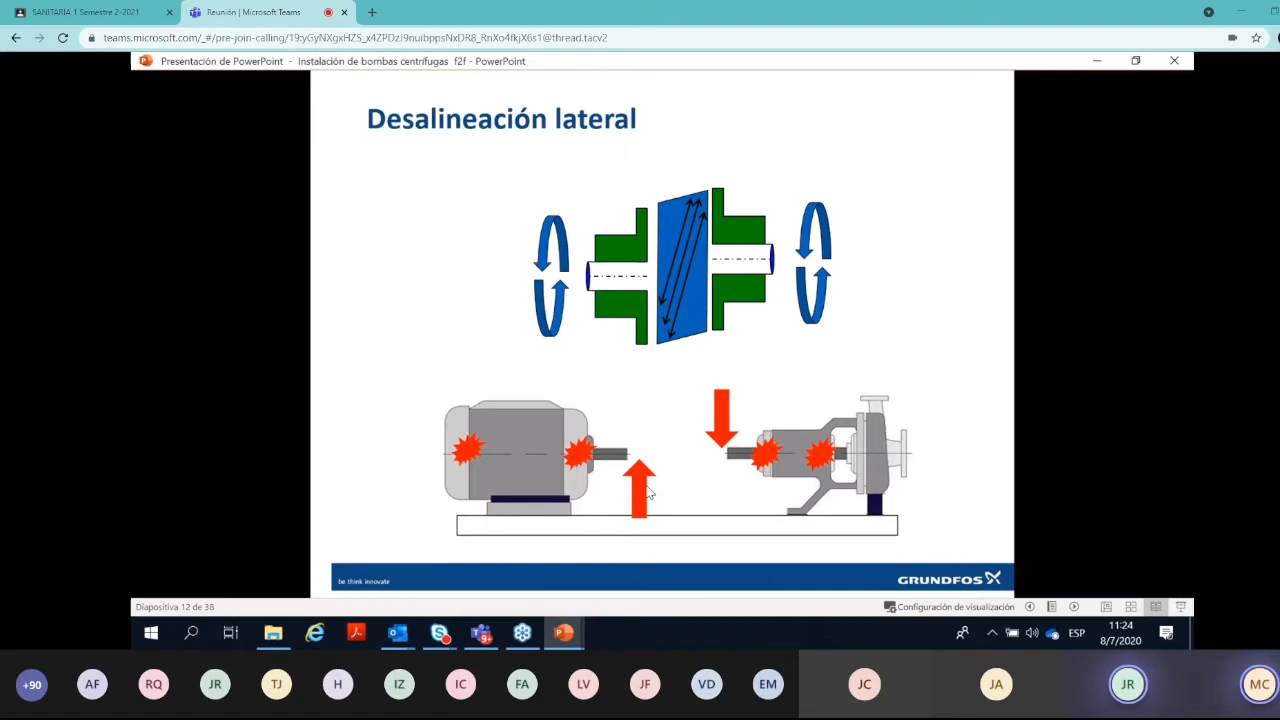 SANITARIA 1 Semestre 2-2021
Reunión | Microsoft Teams
teams.microsoft.com/_#/pre-join-calling/19:yGyNXgxHZS_x4ZPDzJ9nuibppsNxDR8_RnXo4fkjX6s1@thread.tacv2
Presentación de PowerPoint - Instalación de bombas centrífugas f2f - PowerPoint
Desalineación lateral
be think innovate
GRUNDFOS
Diapositiva 12 de 38
Configuración de visualización
9+
ESP
11:24
8/7/2020
+90
AF
RQ
JR
TJ
H
IZ
IC
FA
LV
JF
VD
EM
JC
JA
JR
MC